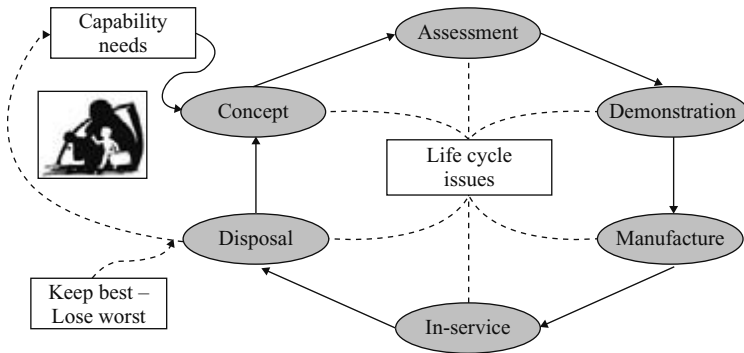 Capability
needs
Assessment
Concept
Demonstration
Life cycle
issues
Disposal
Manufacture
Keep best –
Lose worst
In-service